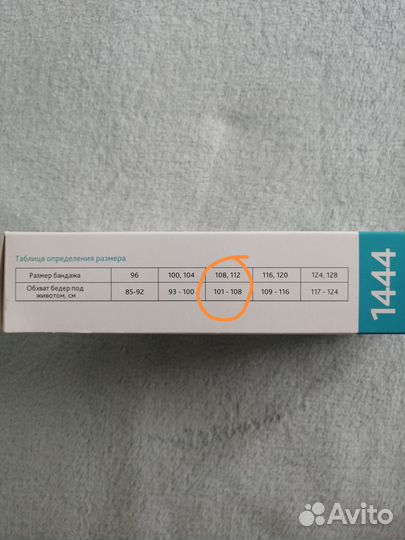 Таблица определения размера
Размер бандажа 96 100, 104 108, 112 116, 120 124, 128
Обхват бедер под животом, см 85-92 93 - 100 101 - 108 109 - 116 117 - 124
1444
Avito